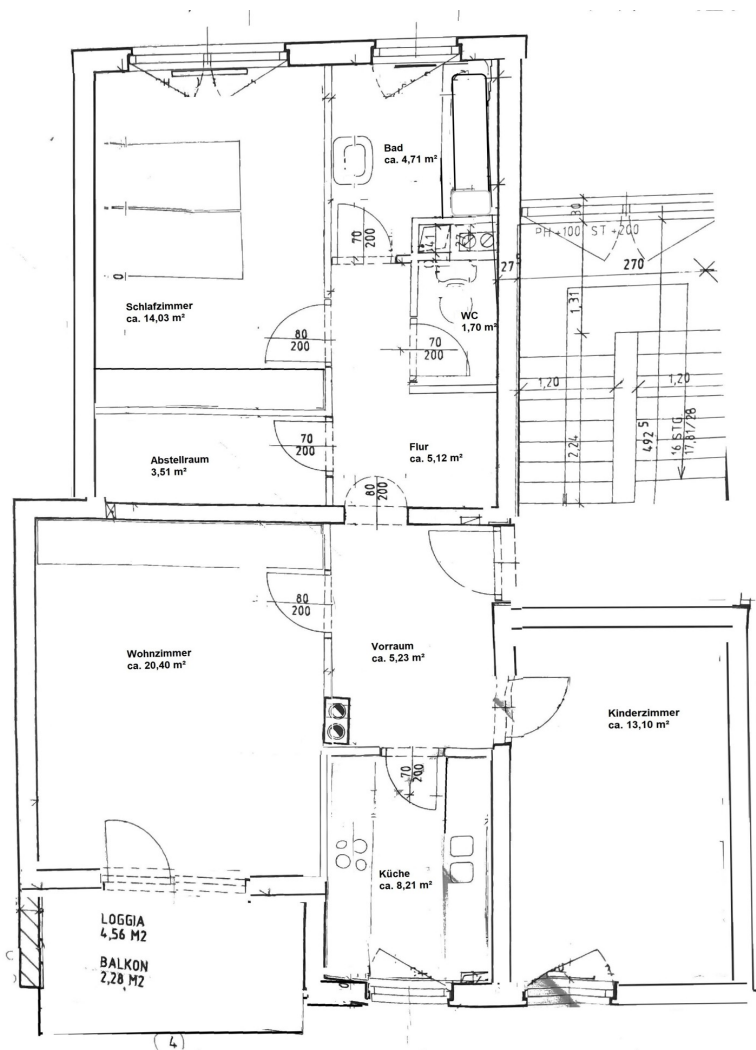 Bad
ca. 4,71 m²
70
200
41
27
PH +100 ST +200
30
27
270
1,31
Schlafzimmer
ca. 14,03 m²
WC
1,70 m²
80
200
70
200
1,20
1,20
Abstellraum
3,51 m²
70
200
Flur
ca. 5,12 m²
2,24
492 5
16 STG
17,81/28
80
200
80
200
Wohnzimmer
ca. 20,40 m²
Vorraum
ca. 5,23 m²
Kinderzimmer
ca. 13,10 m²
70
200
Küche
ca. 8,21 m²
LOGGIA
4,56 M2
BALKON
2,28 M2
(4)